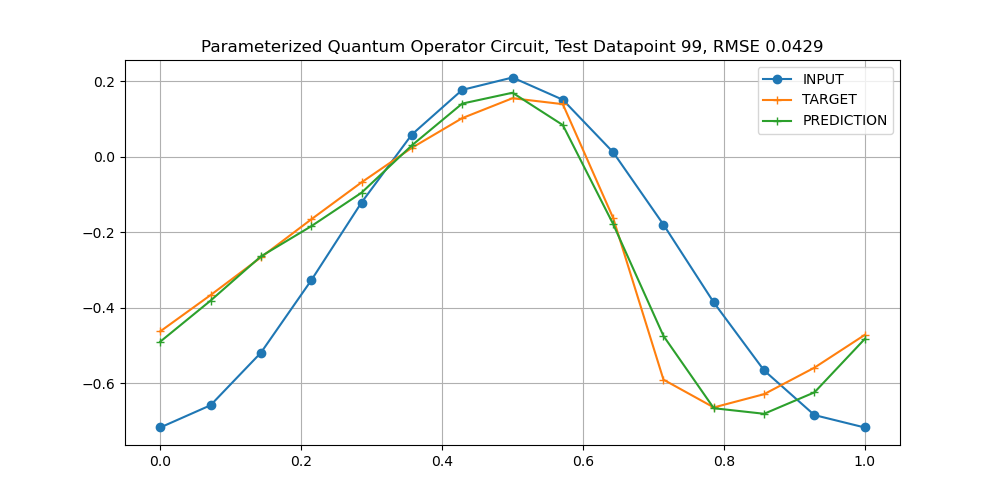 Parameterized Quantum Operator Circuit, Test Datapoint 99, RMSE 0.0429
INPUT
TARGET
PREDICTION
0.2
0.0
−0.2
−0.4
−0.6
0.0
0.2
0.4
0.6
0.8
1.0